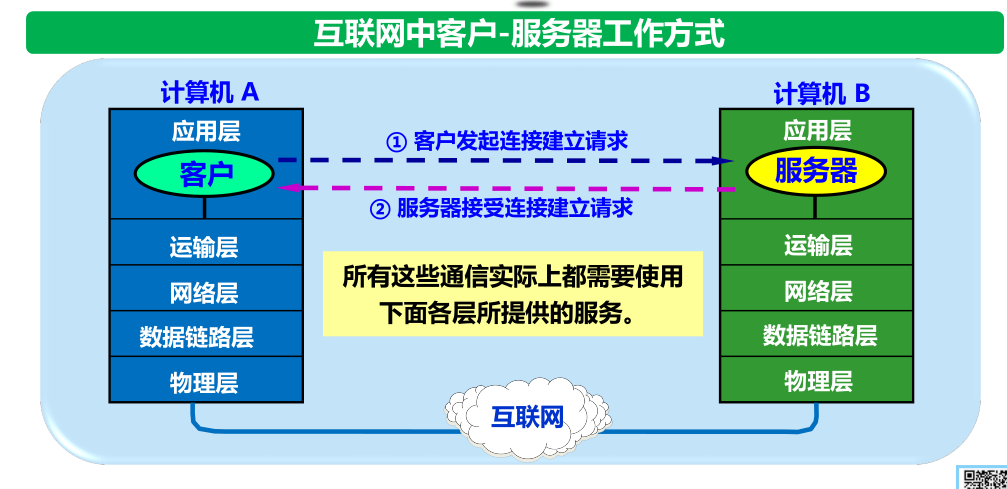 互联网中客户-服务器工作方式
计算机 A
计算机 B
应用层
客户
运输层
网络层
数据链路层
物理层
① 客户发起连接建立请求
② 服务器接受连接建立请求
所有这些通信实际上都需要使用
下面各层所提供的服务。
互联网
应用层
服务器
运输层
网络层
数据链路层
物理层